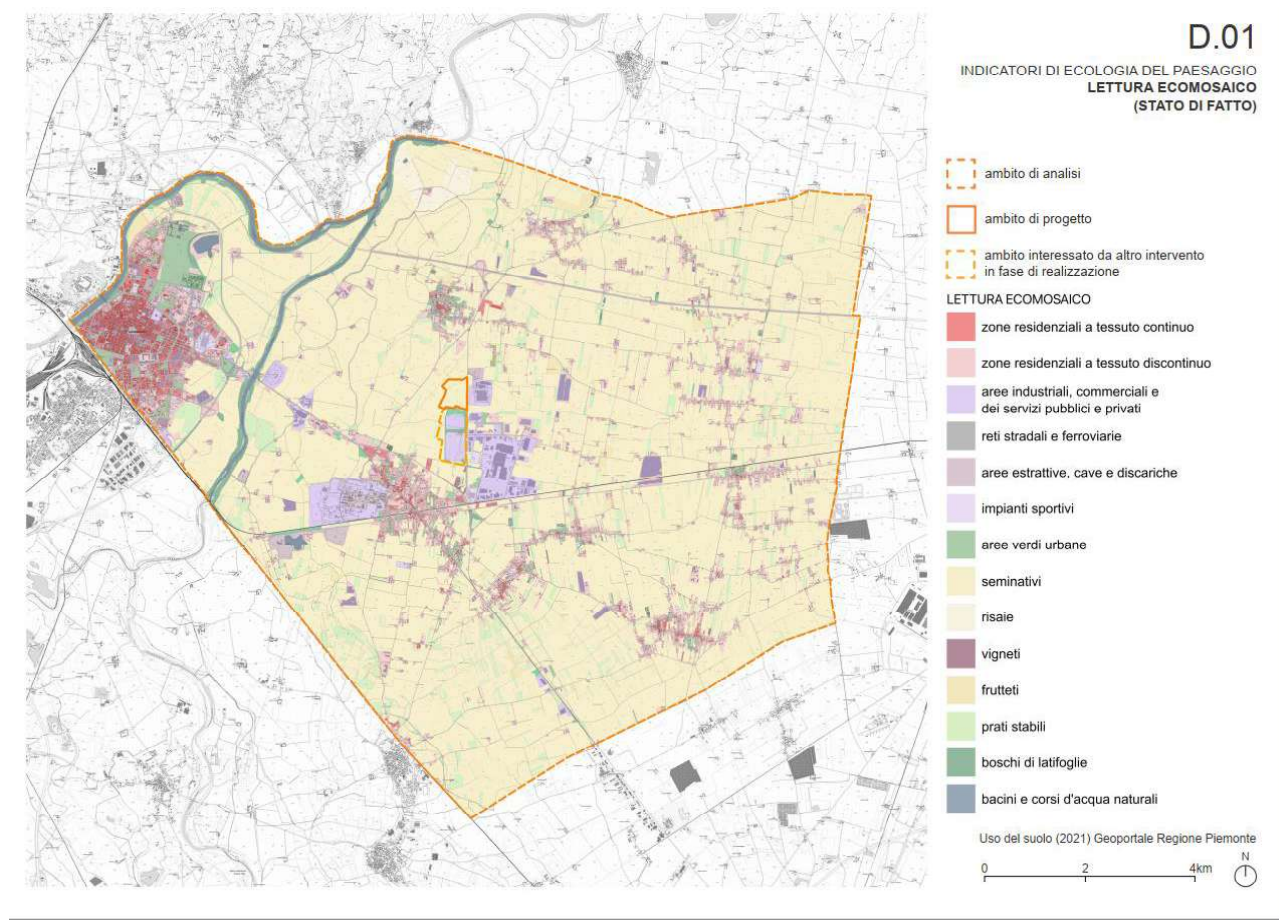 D.01
INDICATORI DI ECOLOGIA DEL PAESAGGIO
LETTURA ECOMOSAICO
(STATO DI FATTO)
ambito di analisi
ambito di progetto
ambito interessato da altro intervento
in fase di realizzazione
LETTURA ECOMOSAICO
zone residenziali a tessuto continuo
zone residenziali a tessuto discontinuo
aree industriali, commerciali e
dei servizi pubblici e privati
reti stradali e ferroviarie
aree estrattive. cave e discariche
impianti sportivi
aree verdi urbane
seminativi
risaie
vigneti
frutteti
prati stabili
boschi di latifoglie
bacini e corsi d'acqua naturali
Uso del suolo (2021) Geoportale Regione Piemonte
0 2 4km
N